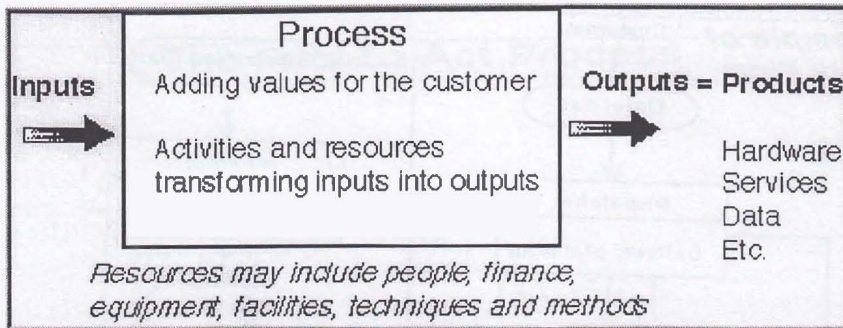 Process
Inputs
Adding values for the customer
Activities and resources
transforming inputs into outputs
Outputs = Products
Hardware
Services
Data
Etc.
Resources may include people, finance,
equipment, facilities, techniques and methods